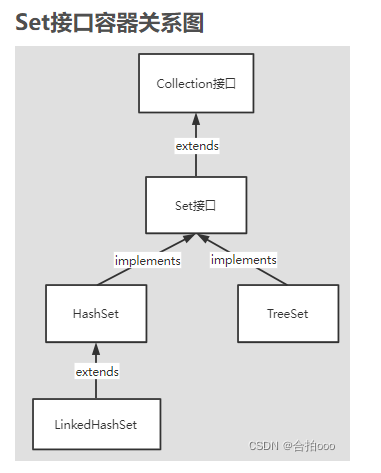 Set接口容器关系图
Collection接口
extends
Set接口
implements
implements
HashSet
TreeSet
extends
LinkedHashSet
CSDN @合拍ooo